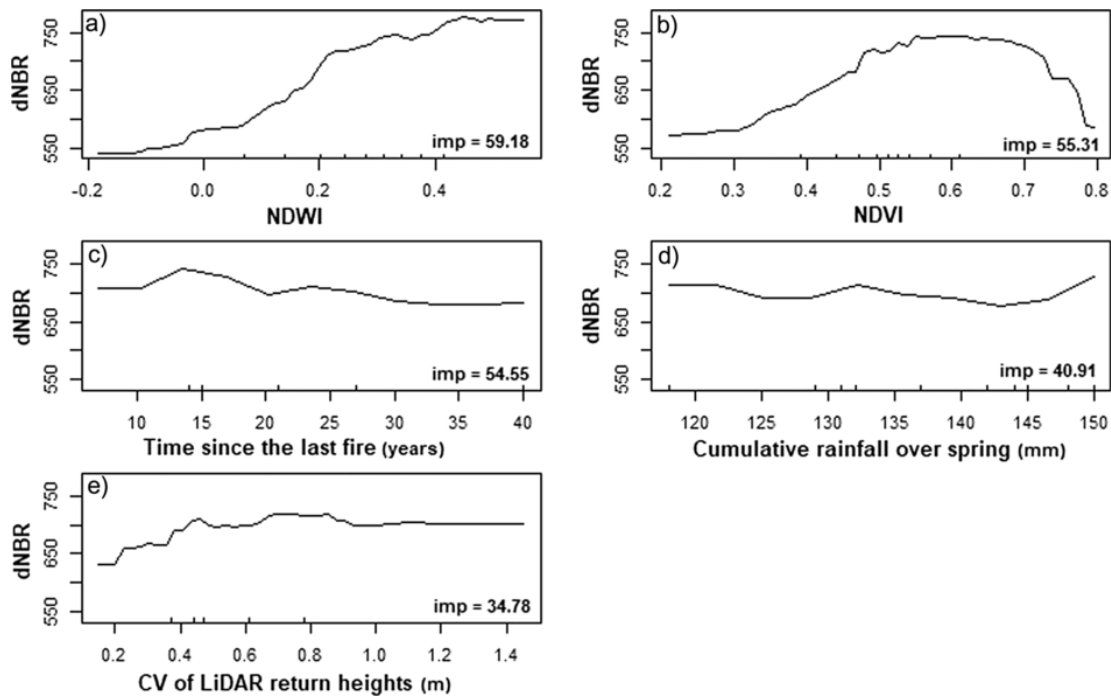 a)
dNBR
750
650
550
imp = 59.18
-0.2 0.0 0.2 0.4
NDWI
b)
dNBR
750
650
550
imp = 55.31
0.2 0.3 0.4 0.5 0.6 0.7 0.8
NDVI
c)
dNBR
750
650
550
imp = 54.55
10 15 20 25 30 35 40
Time since the last fire (years)
d)
dNBR
750
650
550
imp = 40.91
120 125 130 135 140 145 150
Cumulative rainfall over spring (mm)
e)
dNBR
750
650
550
imp = 34.78
0.2 0.4 0.6 0.8 1.0 1.2 1.4
CV of LiDAR return heights (m)